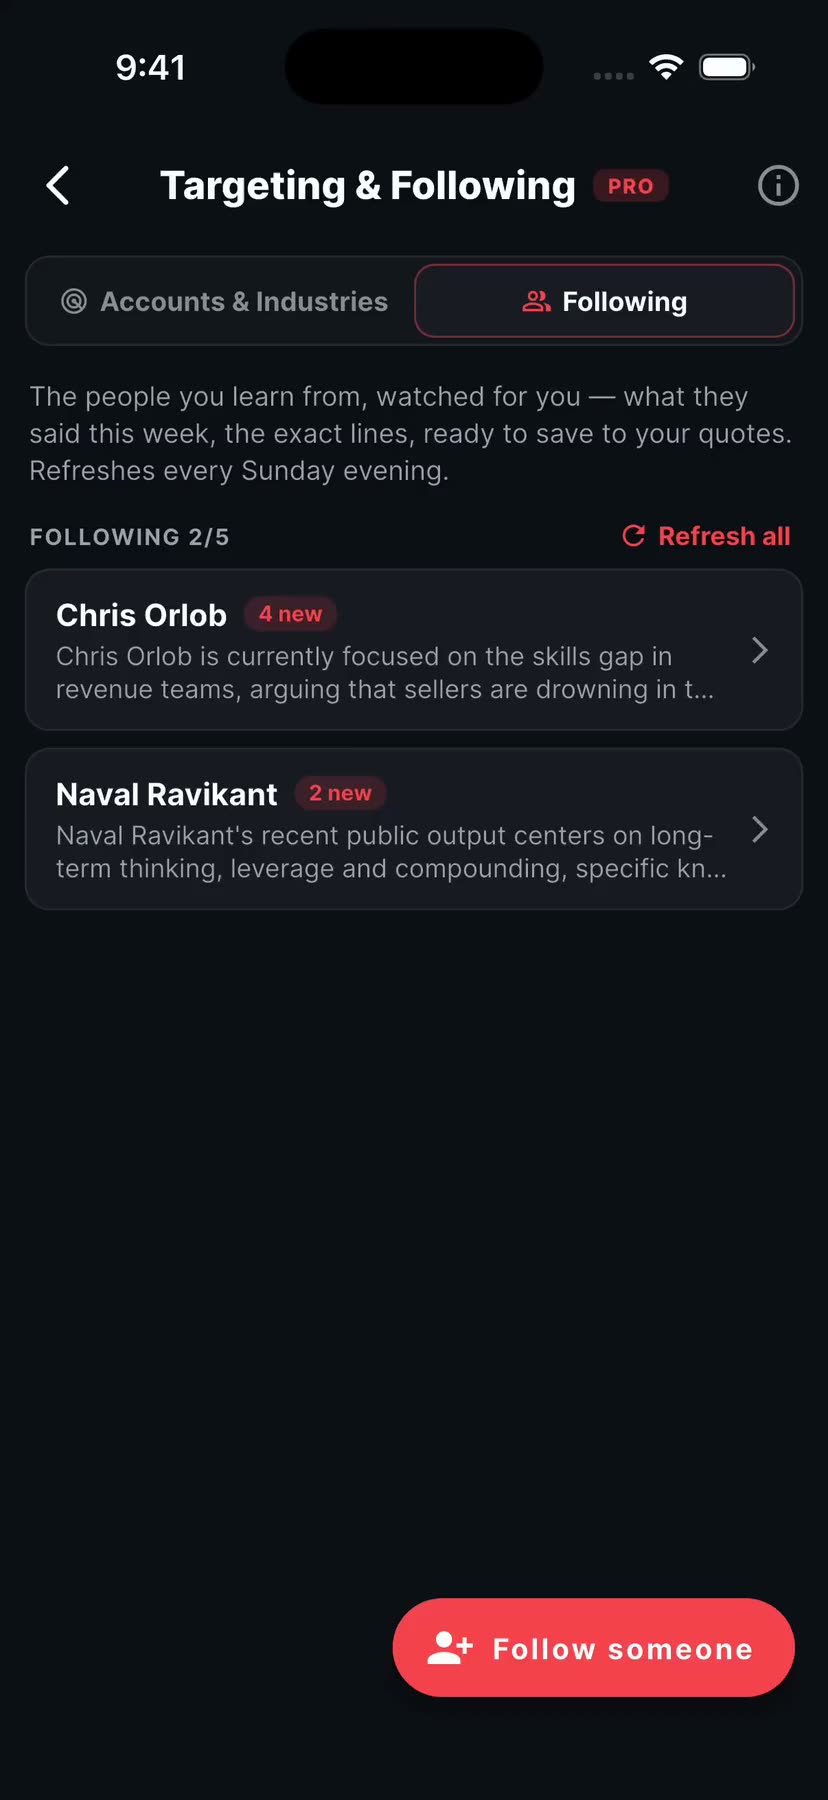 9:41
Targeting & Following PRO
Accounts & Industries
Following
The people you learn from, watched for you — what they
said this week, the exact lines, ready to save to your quotes.
Refreshes every Sunday evening.
FOLLOWING 2/5
Refresh all
Chris Orlob 4 new
Chris Orlob is currently focused on the skills gap in
revenue teams, arguing that sellers are drowning in t...
Naval Ravikant 2 new
Naval Ravikant's recent public output centers on long-
term thinking, leverage and compounding, specific kn...
Follow someone